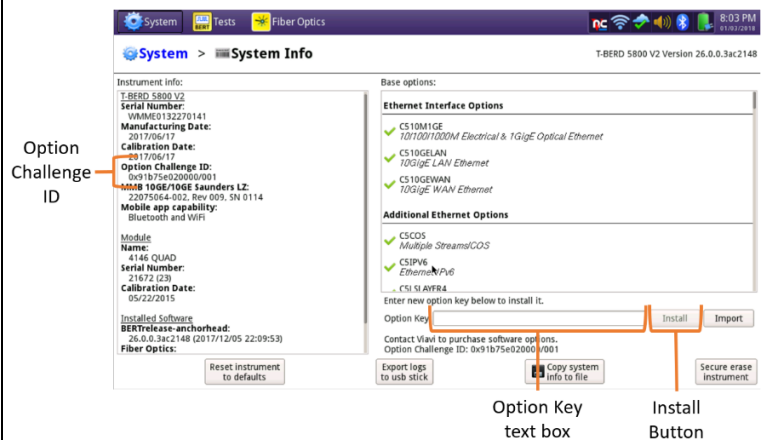 System
Tests
Fiber Optics
8:03 PM
01/03/2018
System > System Info
T-BERD 5800 V2 Version 26.0.0.3ac2148
Instrument info:
T-BERD 5800 V2
Serial Number:
WMME0132270141
Manufacturing Date:
2017/06/17
Calibration Date:
2017/06/17
Option Challenge ID:
0x91b75e020000/001
MMB 10GE/10GE Saunders LZ:
22075064-002, Rev 009, SN 0114
Mobile app capability:
Bluetooth and WiFi
Module
Name:
4146 QUAD
Serial Number:
21672 (23)
Calibration Date:
05/22/2015
Installed Software
BERTrelease-anchorhead:
26.0.0.3ac2148 (2017/12/05 22:09:53)
Fiber Optics:
Base options:
Ethernet Interface Options
C510M1GE
10/100/1000M Electrical & 1GigE Optical Ethernet
C510GELAN
10GigE LAN Ethernet
C510GEWAN
10GigE WAN Ethernet
Additional Ethernet Options
C5COS
Multiple Streams/COS
C5IPV6
Ethernet IPv6
C5LSLAYER4
Enter new option key below to install it.
Option Key
Install
Import
Contact Viavi to purchase software options.
Option Challenge ID: 0x91b75e020000/001
Reset instrument
to defaults
Export logs
to usb stick
Copy system
info to file
Secure erase
instrument
Option
Challenge
ID
Option Key
text box
Install
Button